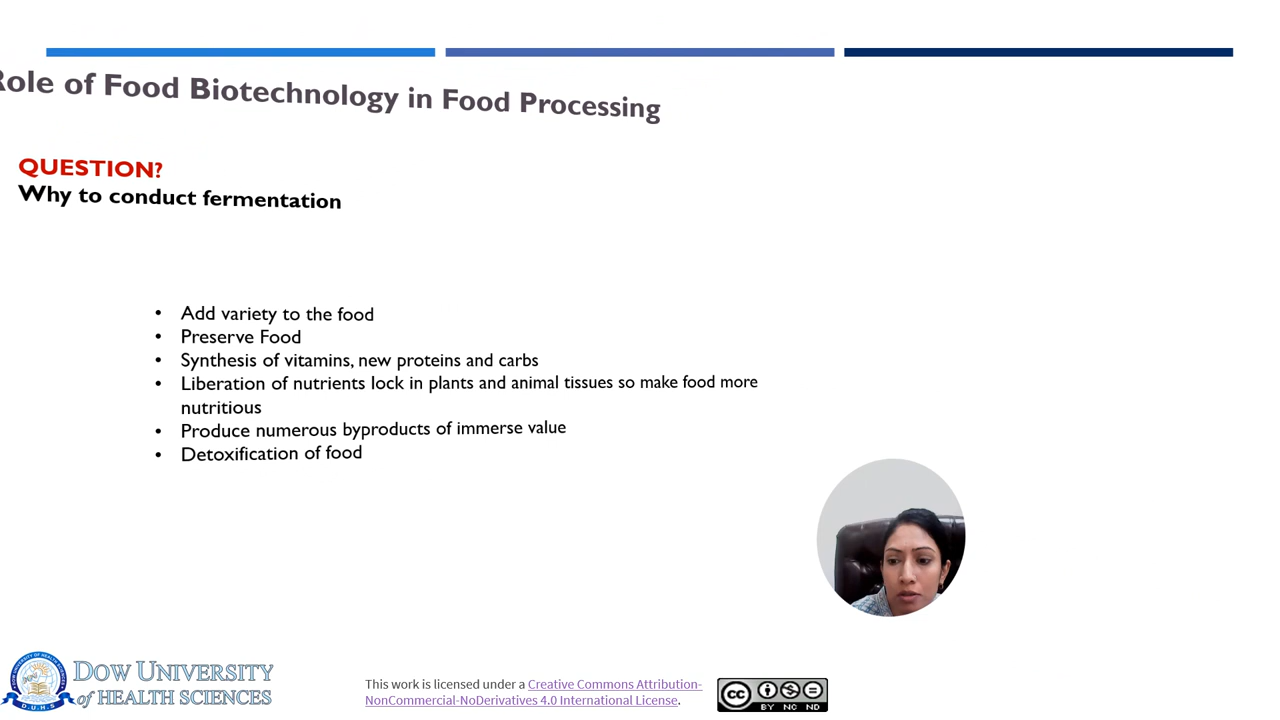 Role of Food Biotechnology in Food Processing
QUESTION?
Why to conduct fermentation
• Add variety to the food
• Preserve Food
• Synthesis of vitamins, new proteins and carbs
• Liberation of nutrients lock in plants and animal tissues so make food more
nutritious
• Produce numerous byproducts of immerse value
• Detoxification of food
DOW UNIVERSITY
of HEALTH SCIENCES
D.U.H.S
This work is licensed under a Creative Commons Attribution-
NonCommercial-NoDerivatives 4.0 International License.
cc
BY NC ND